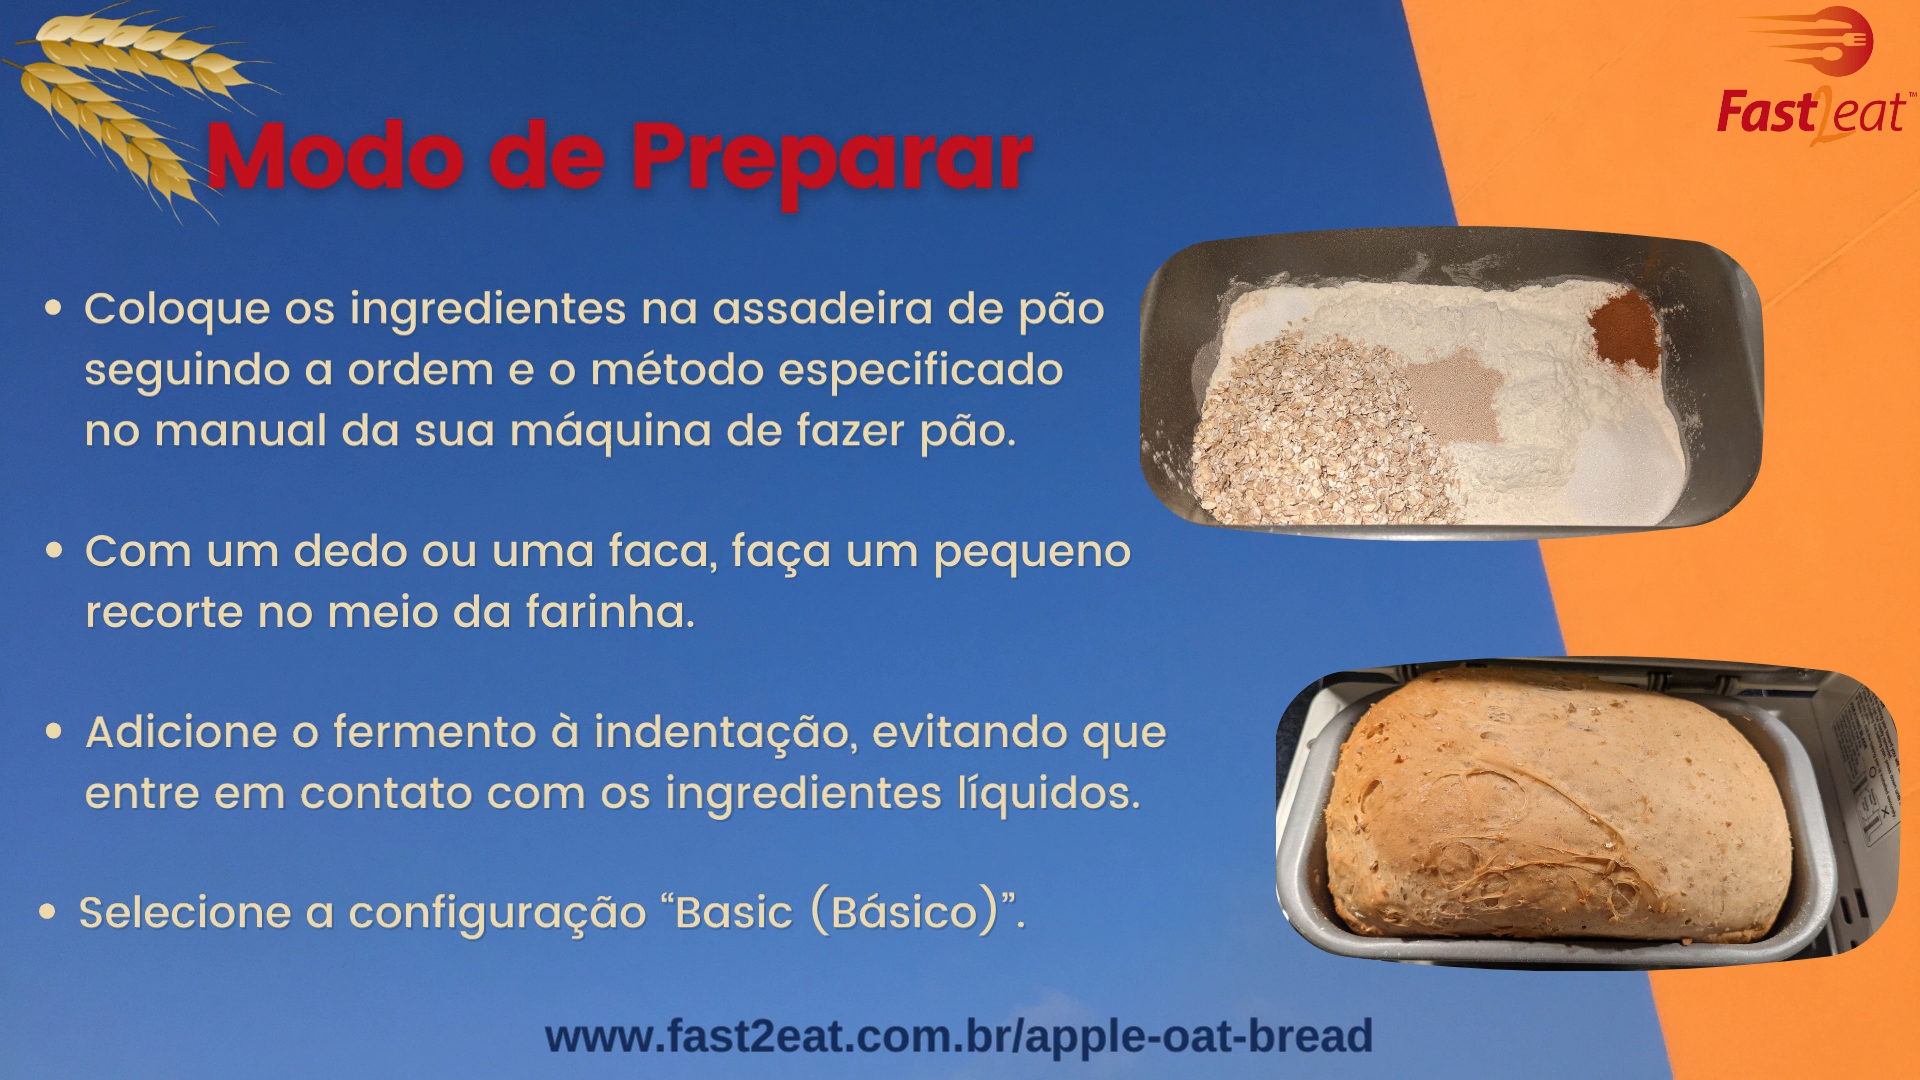 Fast2eat™
Modo de Preparar
• Coloque os ingredientes na assadeira de pão
seguindo a ordem e o método especificado
no manual da sua máquina de fazer pão.
• Com um dedo ou uma faca, faça um pequeno
recorte no meio da farinha.
• Adicione o fermento à indentação, evitando que
entre em contato com os ingredientes líquidos.
• Selecione a configuração “Basic (Básico)”.
www.fast2eat.com.br/apple-oat-bread